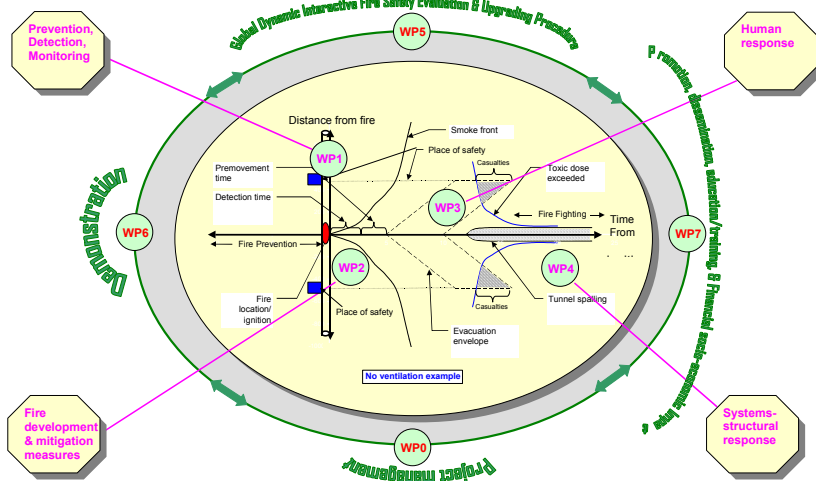 Global Dynamic Interactive Fire Safety Evaluation & Upgrading Procedure
WP5
Prevention,
Detection,
Monitoring
Human
response
Promotion, dissemination, education/training, & Financial socio-economic
Distance from fire
WP1
Smoke front
Place of safety
Premovement
time
Casualties
Toxic dose
exceeded
Detection time
WP3
Fire Fighting
Time
From
. ...
Demonstration
WP6
WP7
Fire Prevention
WP2
WP4
Fire
location/
ignition
Place of safety
Casualties
Tunnel spalling
Evacuation
envelope
No ventilation example
Fire
development
& mitigation
measures
Systems-
structural
response
WP0
Project management